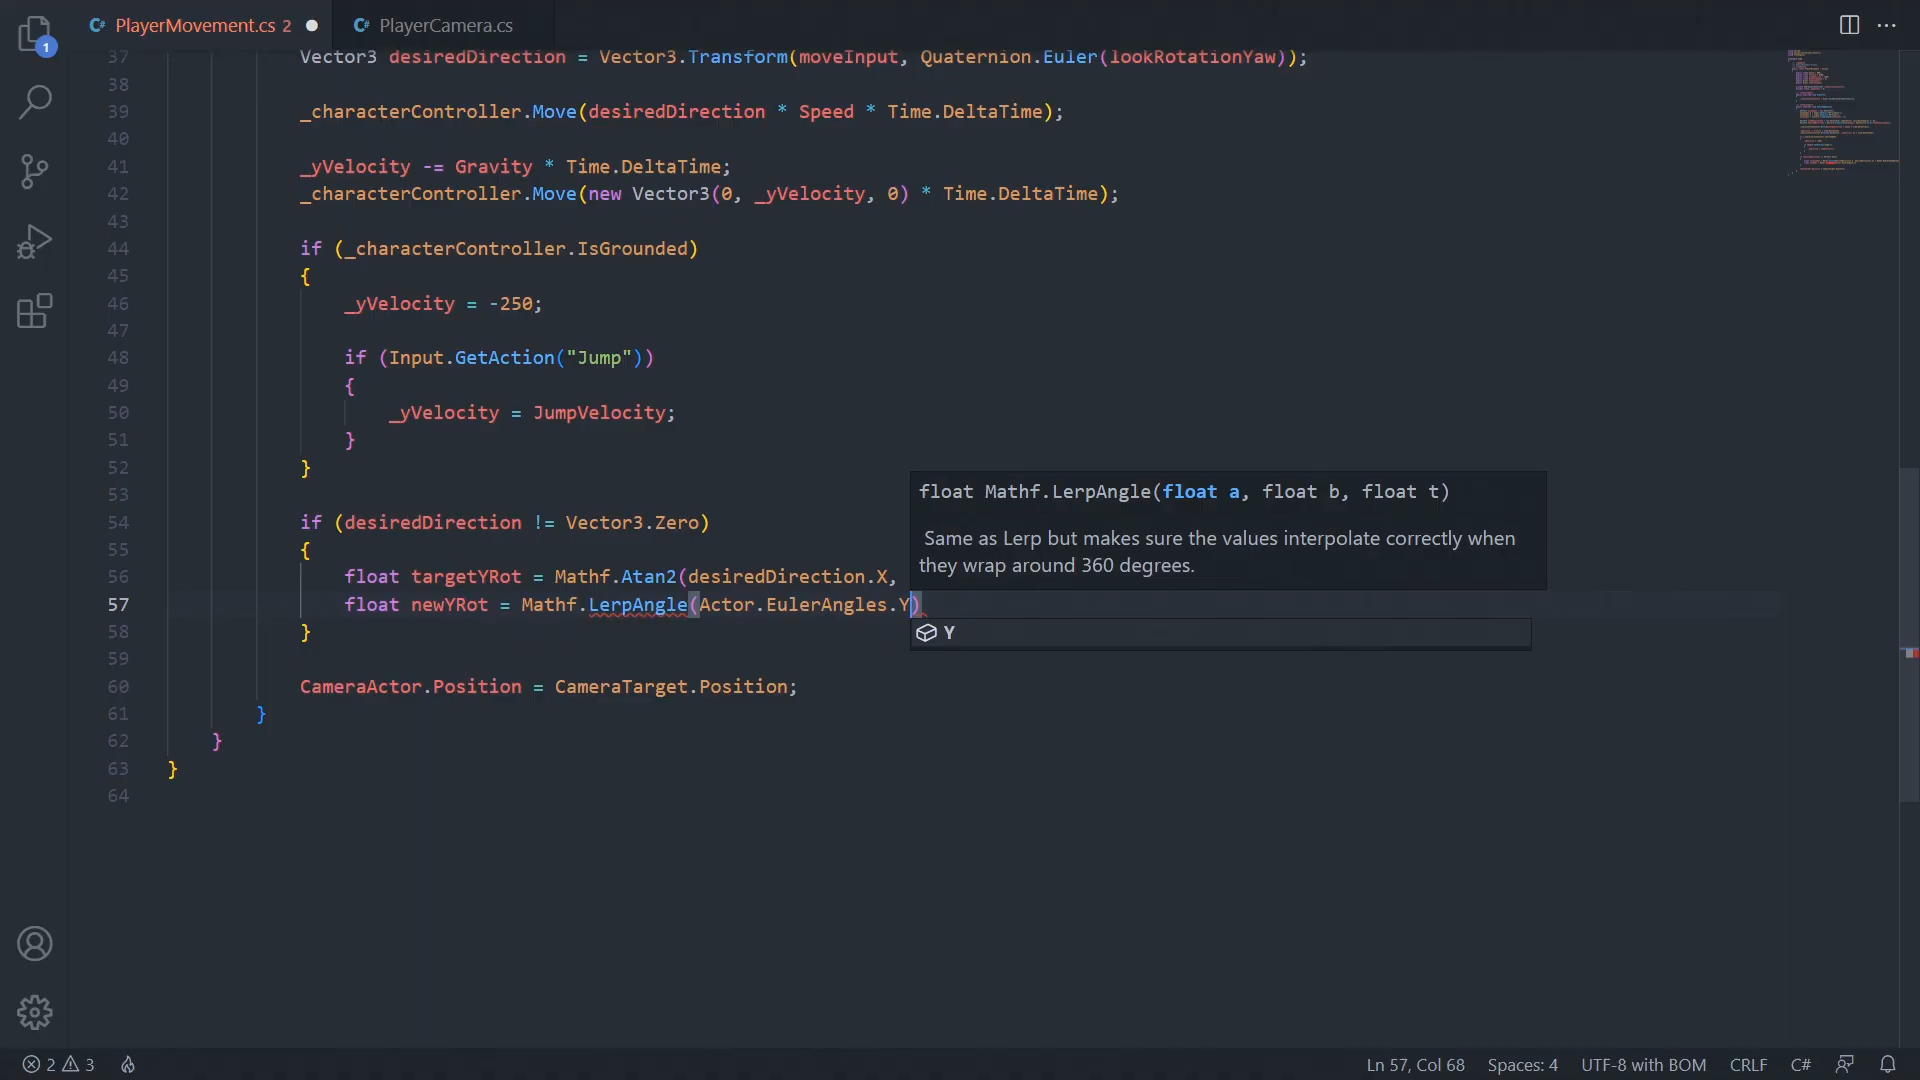 PlayerMovement.cs 2 PlayerCamera.cs
1
37 Vector3 desiredDirection = Vector3.Transform(moveInput, Quaternion.Euler(lookRotationYaw));
38
39 _characterController.Move(desiredDirection * Speed * Time.DeltaTime);
40
41 _yVelocity -= Gravity * Time.DeltaTime;
42 _characterController.Move(new Vector3(0, _yVelocity, 0) * Time.DeltaTime);
43
44 if (_characterController.IsGrounded)
45 {
46 _yVelocity = -250;
47
48 if (Input.GetAction("Jump"))
49 {
50 _yVelocity = JumpVelocity;
51 }
52 }
53
float Mathf.LerpAngle(float a, float b, float t)
54 if (desiredDirection != Vector3.Zero)
Same as Lerp but makes sure the values interpolate correctly when
55 {
they wrap around 360 degrees.
56 float targetYRot = Mathf.Atan2(desiredDirection.X,
57 float newYRot = Mathf.LerpAngle(Actor.EulerAngles.Y)
58 }
Y
59
60 CameraActor.Position = CameraTarget.Position;
61 }
62 }
63 }
64
2 3 Ln 57, Col 68 Spaces: 4 UTF-8 with BOM CRLF C#